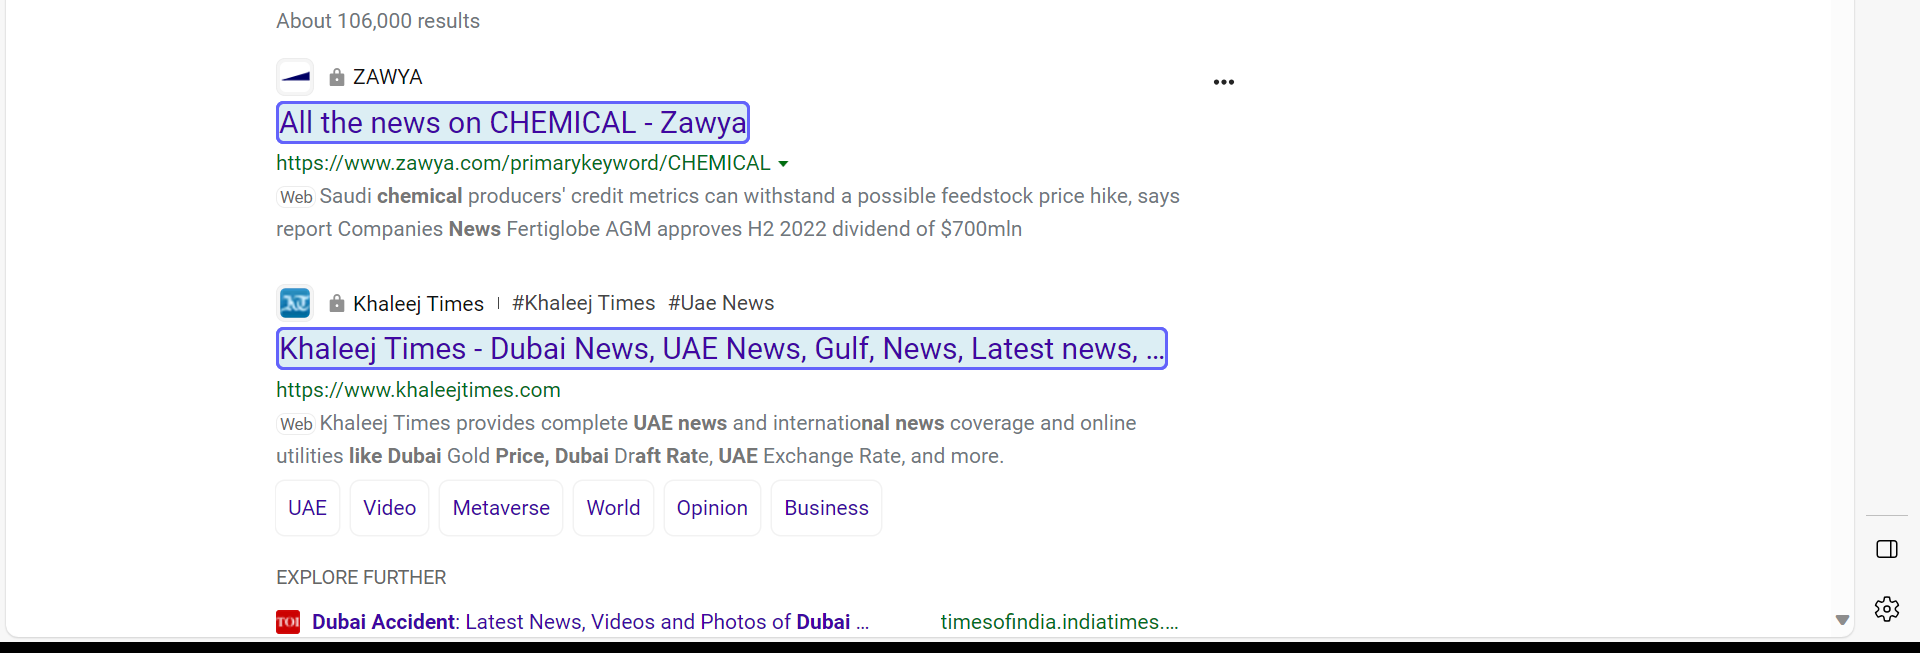 About 106,000 results
ZAWYA
All the news on CHEMICAL - Zawya
https://www.zawya.com/primarykeyword/CHEMICAL
Web Saudi chemical producers' credit metrics can withstand a possible feedstock price hike, says
report Companies News Fertiglobe AGM approves H2 2022 dividend of $700mln
Khaleej Times | #Khaleej Times #Uae News
Khaleej Times - Dubai News, UAE News, Gulf, News, Latest news, ...
https://www.khaleejtimes.com
Web Khaleej Times provides complete UAE news and international news coverage and online
utilities like Dubai Gold Price, Dubai Draft Rate, UAE Exchange Rate, and more.
UAE Video Metaverse World Opinion Business
EXPLORE FURTHER
TOI Dubai Accident: Latest News, Videos and Photos of Dubai ... timesofindia.indiatimes....